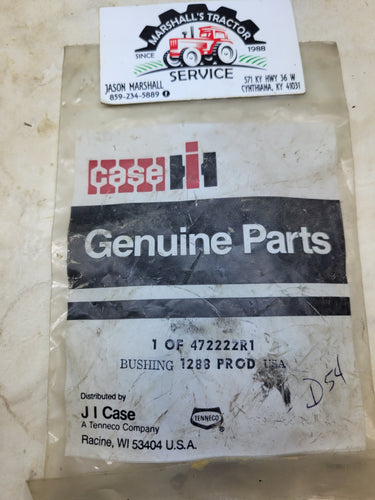 MARSHALL'S TRACTOR
SINCE 1988
SERVICE
JASON MARSHALL
859-234-5889
571 KY HWY 36 W
CYNTHIANA, KY 41031
CASE IH
Genuine Parts
1 OF 472222R1
BUSHING 1288 PROD USA
D54
Distributed by
J I Case
A Tenneco Company
Racine, WI 53404 U.S.A.
TENNECO
®